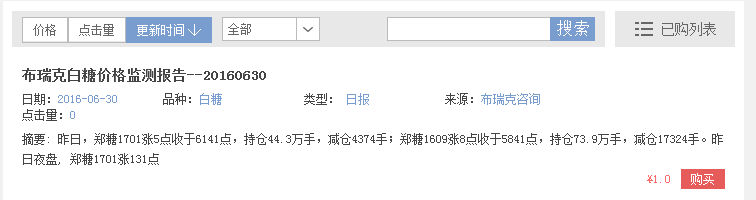 价格 点击量 更新时间↓ 全部 搜索 已购列表
布瑞克白糖价格监测报告--20160630
日期：2016-06-30 品种：白糖 类型： 日报 来源：布瑞克咨询
点击量：0
摘要: 昨日，郑糖1701涨5点收于6141点，持仓44.3万手，减仓4374手；郑糖1609涨8点收于5841点，持仓73.9万手，减仓17324手。昨
日夜盘，郑糖1701涨131点
¥1.0 购买